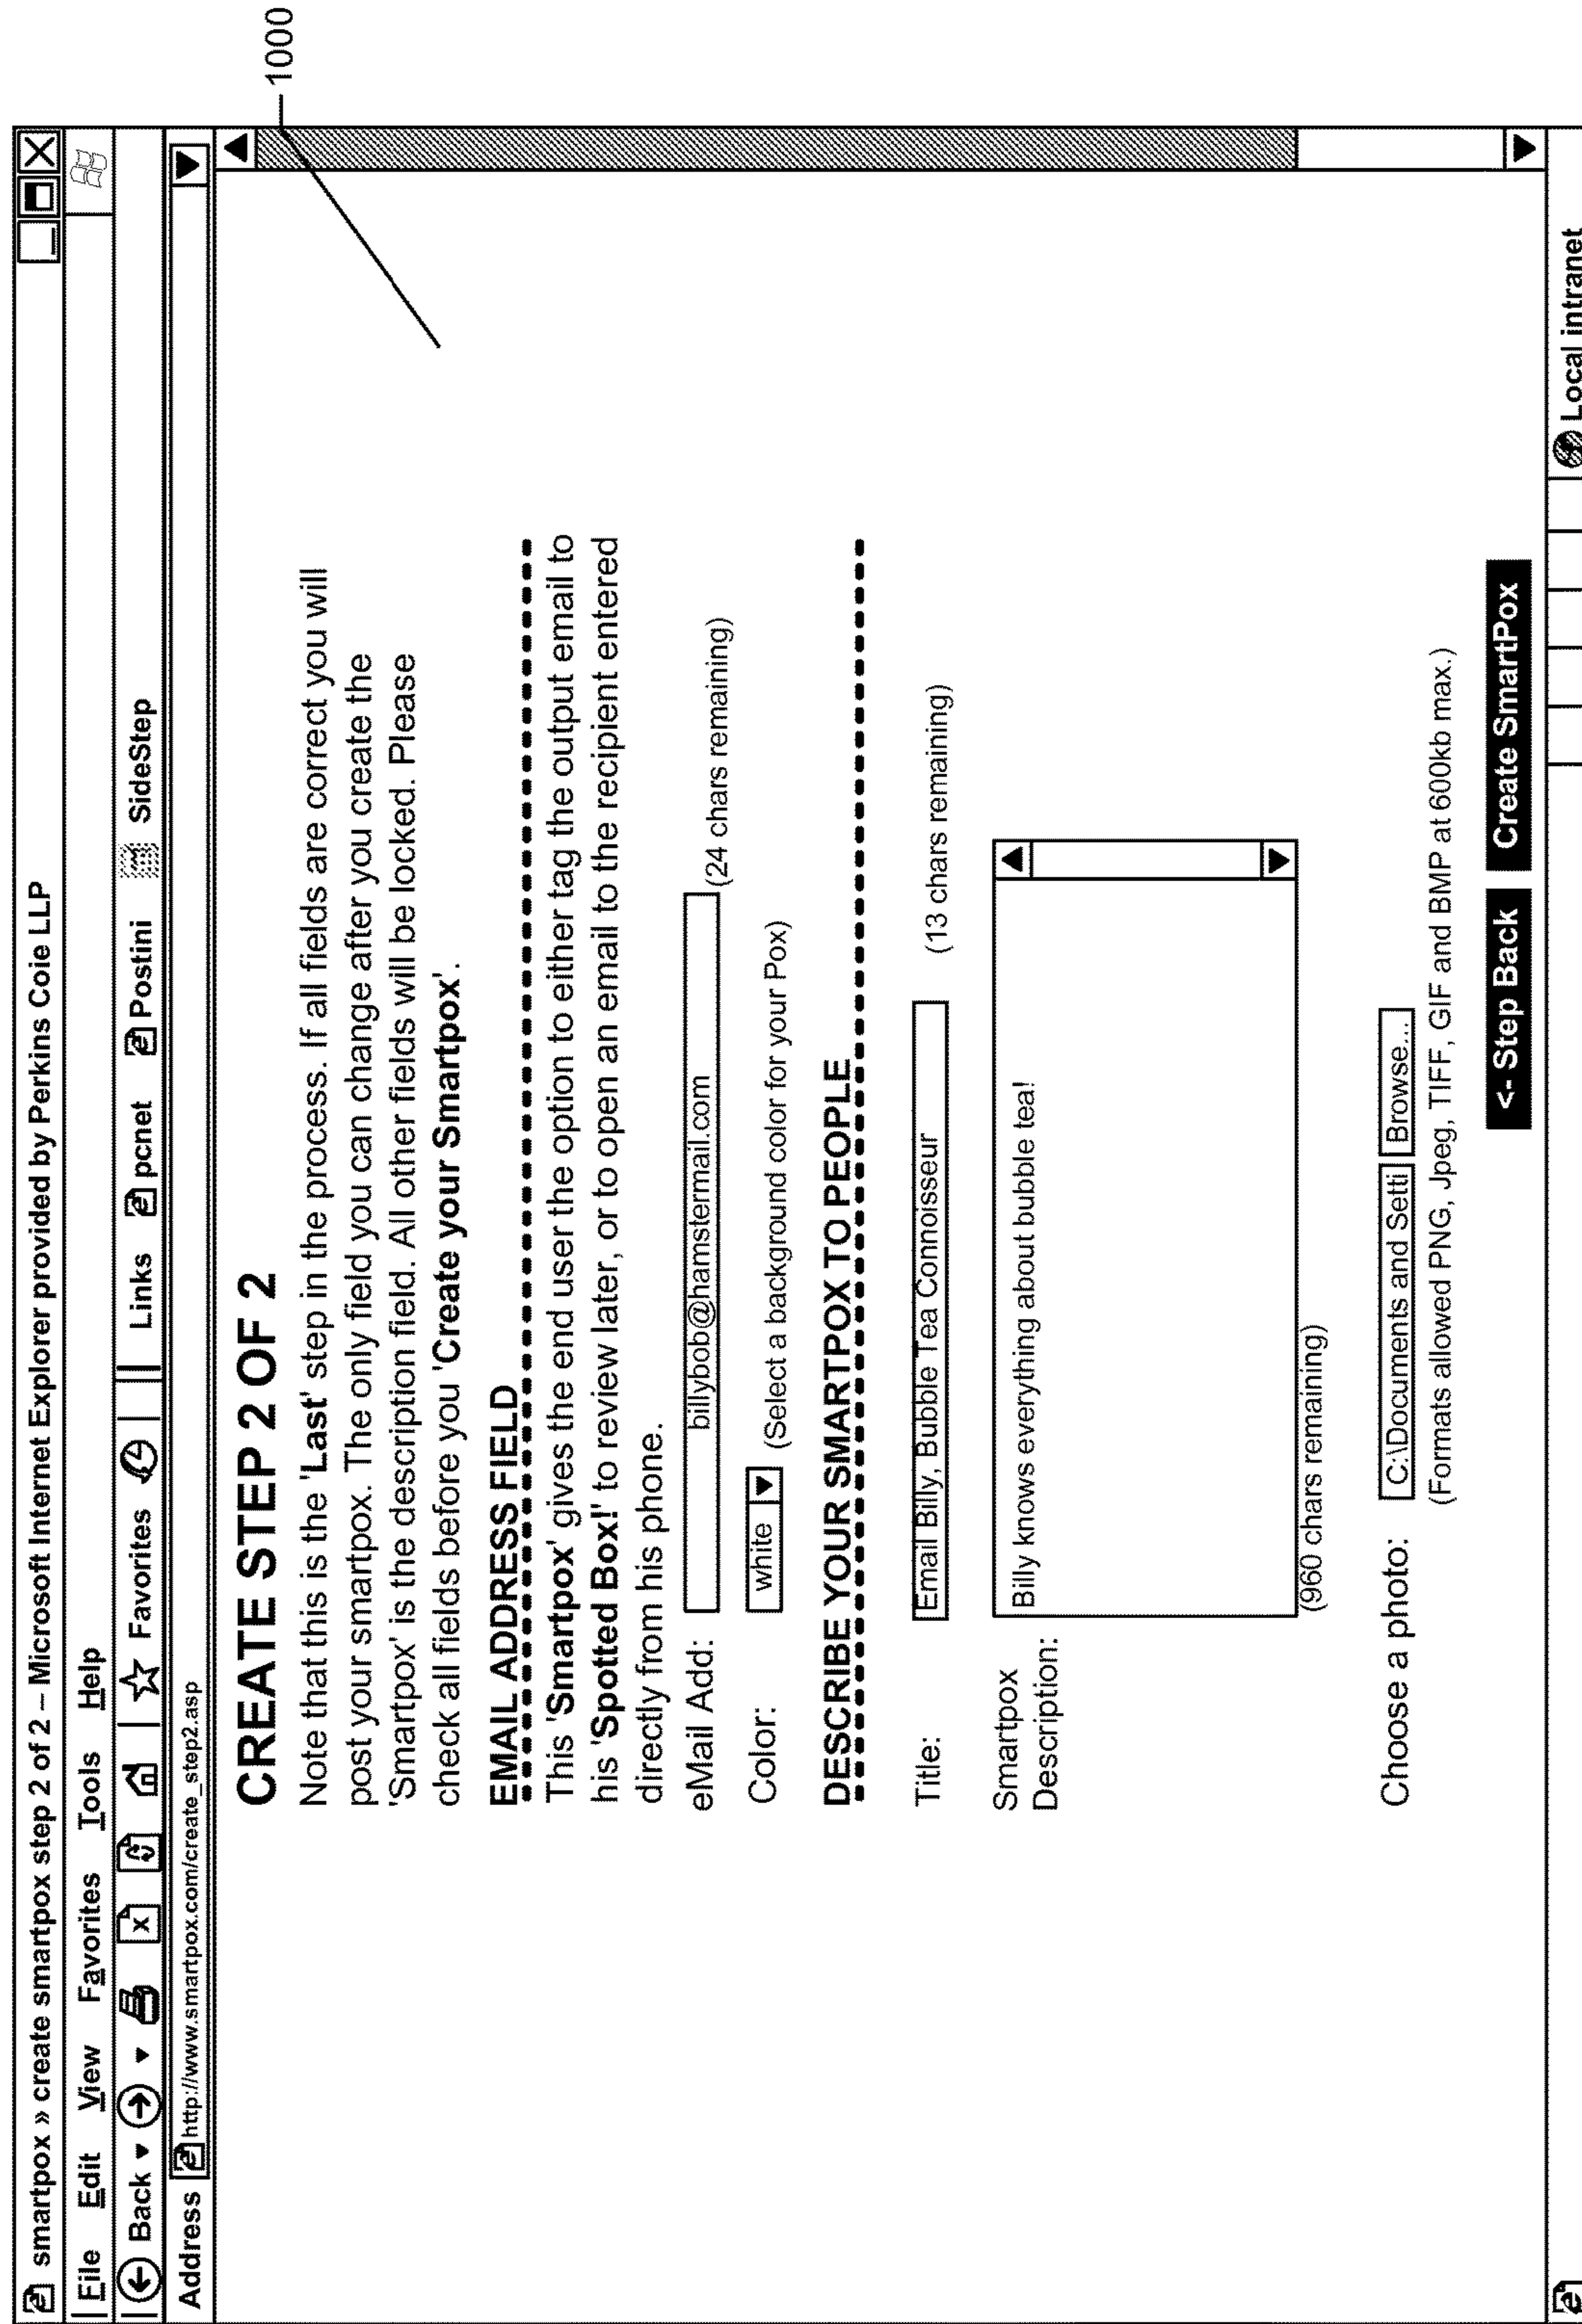 smartpox » create smartpox step 2 of 2 – Microsoft Internet Explorer provided by Perkins Coie LLP
File Edit View Favorites Tools Help
Back Favorites Links pcnet Postini SideStep
Address http://www.smartpox.com/create_step2.asp
1000
CREATE STEP 2 OF 2
Note that this is the 'Last' step in the process. If all fields are correct you will
post your smartpox. The only field you can change after you create the
'Smartpox' is the description field. All other fields will be locked. Please
check all fields before you 'Create your Smartpox'.
EMAIL ADDRESS FIELD
This 'Smartpox' gives the end user the option to either tag the output email to
his 'Spotted Box!' to review later, or to open an email to the recipient entered
directly from his phone.
eMail Add: billybob@hamstermail.com (24 chars remaining)
Color: white (Select a background color for your Pox)
DESCRIBE YOUR SMARTPOX TO PEOPLE
Title: Email Billy, Bubble Tea Connoisseur (13 chars remaining)
Smartpox
Description:
Billy knows everything about bubble tea!
(960 chars remaining)
Choose a photo: C:\Documents and Setti Browse...
(Formats allowed PNG, Jpeg, TIFF, GIF and BMP at 600kb max.)
<- Step Back Create SmartPox
Local intranet